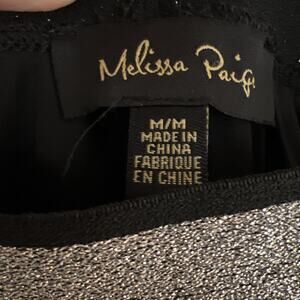 Melissa Paige
M/M
MADE IN
CHINA
FABRIQUE
EN CHINE